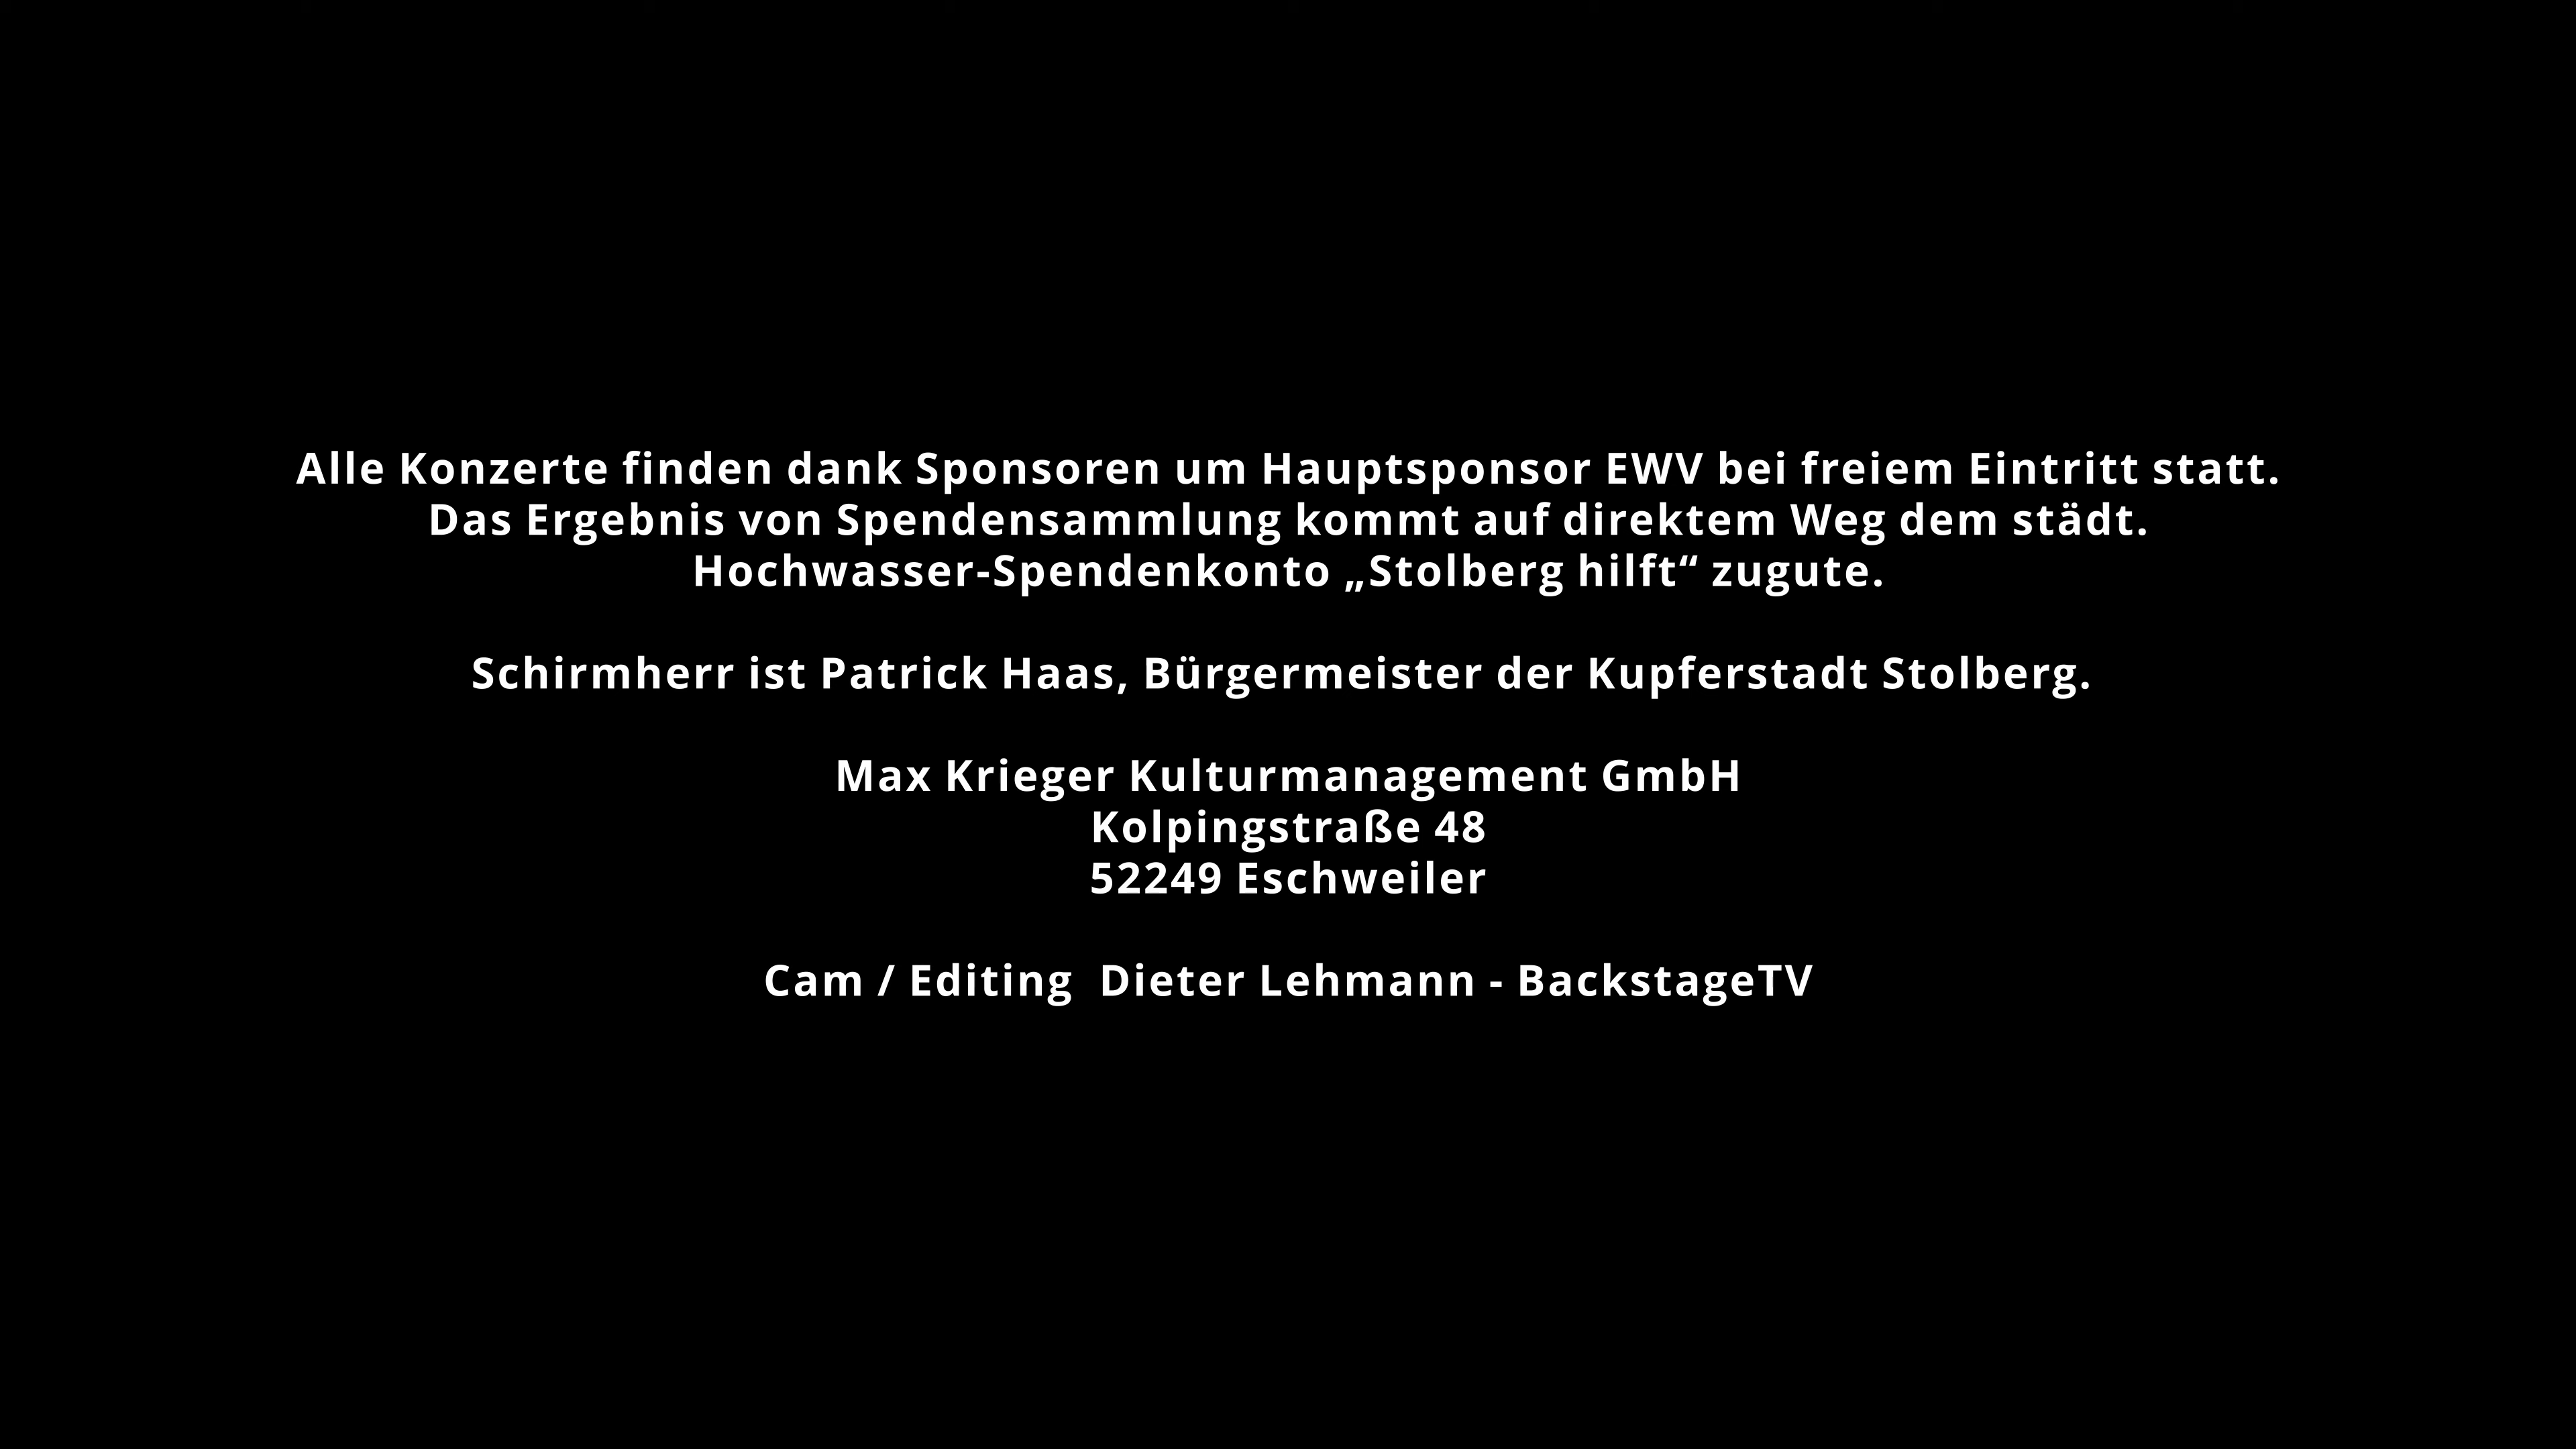 Alle Konzerte finden dank Sponsoren um Hauptsponsor EWV bei freiem Eintritt statt.
Das Ergebnis von Spendensammlung kommt auf direktem Weg dem städt.
Hochwasser-Spendenkonto „Stolberg hilft“ zugute.
Schirmherr ist Patrick Haas, Bürgermeister der Kupferstadt Stolberg.
Max Krieger Kulturmanagement GmbH
Kolpingstraße 48
52249 Eschweiler
Cam / Editing  Dieter Lehmann - BackstageTV